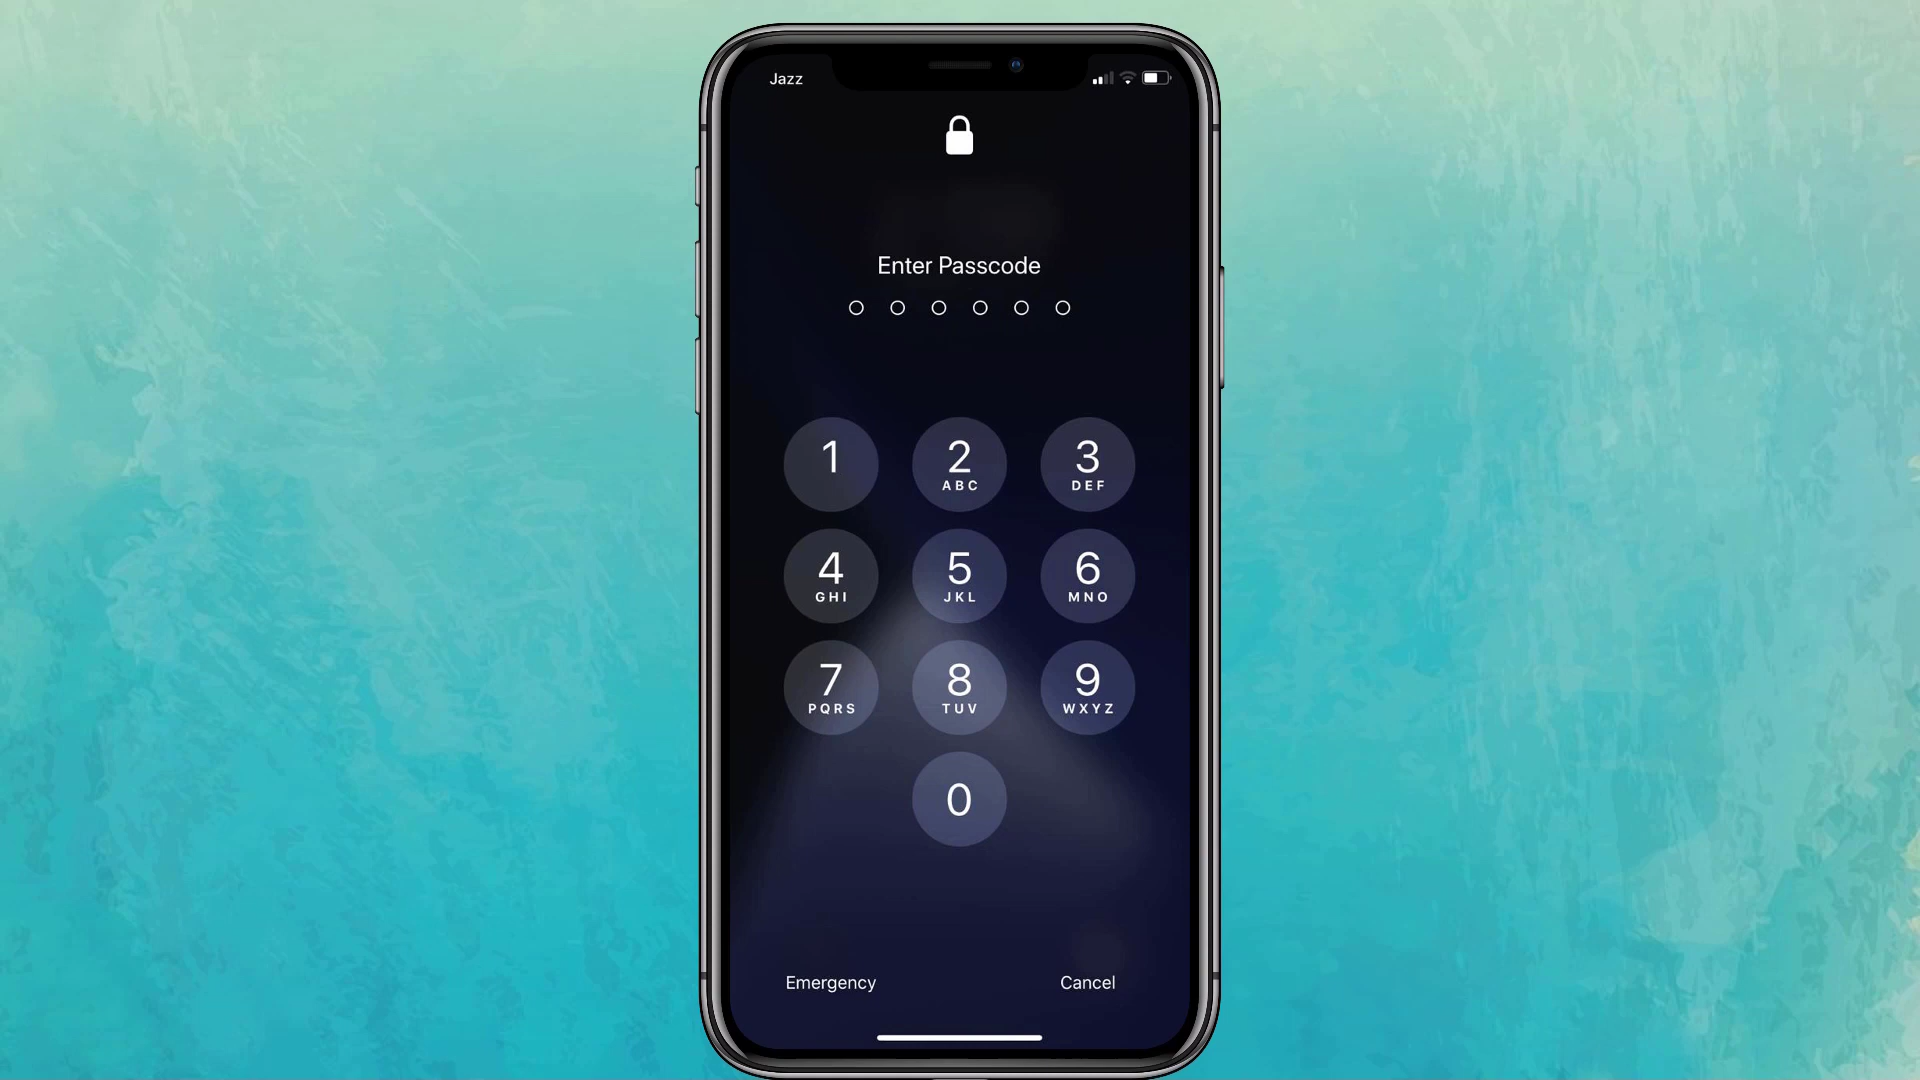 Jazz
Enter Passcode
1
2
ABC
3
DEF
4
GHI
5
JKL
6
MNO
7
PQRS
8
TUV
9
WXYZ
0
Emergency
Cancel